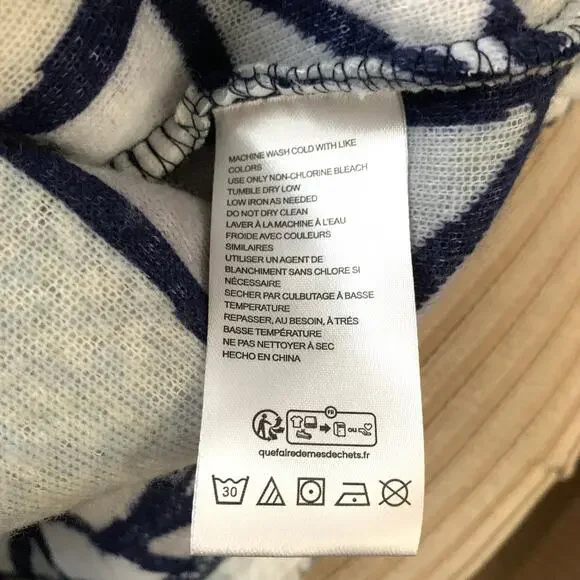 MACHINE WASH COLD WITH LIKE
COLORS
USE ONLY NON-CHLORINE BLEACH
TUMBLE DRY LOW
LOW IRON AS NEEDED
DO NOT DRY CLEAN
LAVER À LA MACHINE À L'EAU
FROIDE AVEC COULEURS
SIMILAIRES
UTILISER UN AGENT DE
BLANCHIMENT SANS CHLORE SI
NÉCESSAIRE
SECHER PAR CULBUTAGE À BASSE
TEMPERATURE
REPASSER, AU BESOIN, À TRÉS
BASSE TEMPÉRATURE
NE PAS NETTOYER À SEC
HECHO EN CHINA
FR
ou
quefairedemesdechets.fr
30